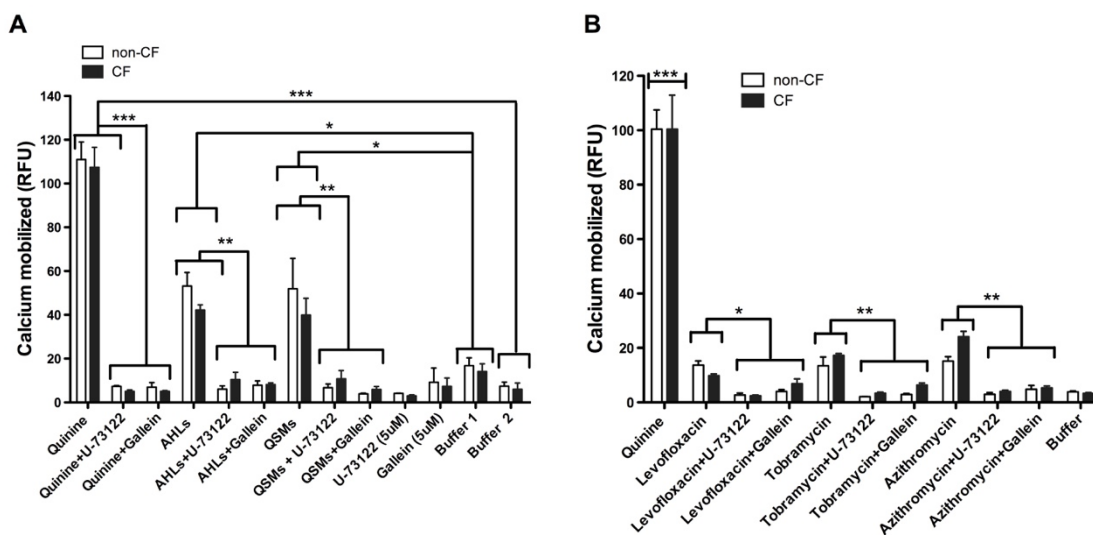 A
non-CF
CF
Calcium mobilized (RFU)
140
120
100
80
60
40
20
0
***
***
*
*
**
**
Quinine
Quinine+U-73122
Quinine+Gallein
AHLs
AHLs+U-73122
AHLs+Gallein
QSMs
QSMs + U-73122
QSMs+Gallein
U-73122 (5uM)
Gallein (5uM)
Buffer 1
Buffer 2
B
non-CF
CF
Calcium mobilized (RFU)
120
100
80
60
40
20
0
***
*
**
**
Quinine
Levofloxacin
Levofloxacin+U-73122
Levofloxacin+Gallein
Tobramycin
Tobramycin+U-73122
Tobramycin+Gallein
Azithromycin
Azithromycin+U-73122
Azithromycin+Gallein
Buffer